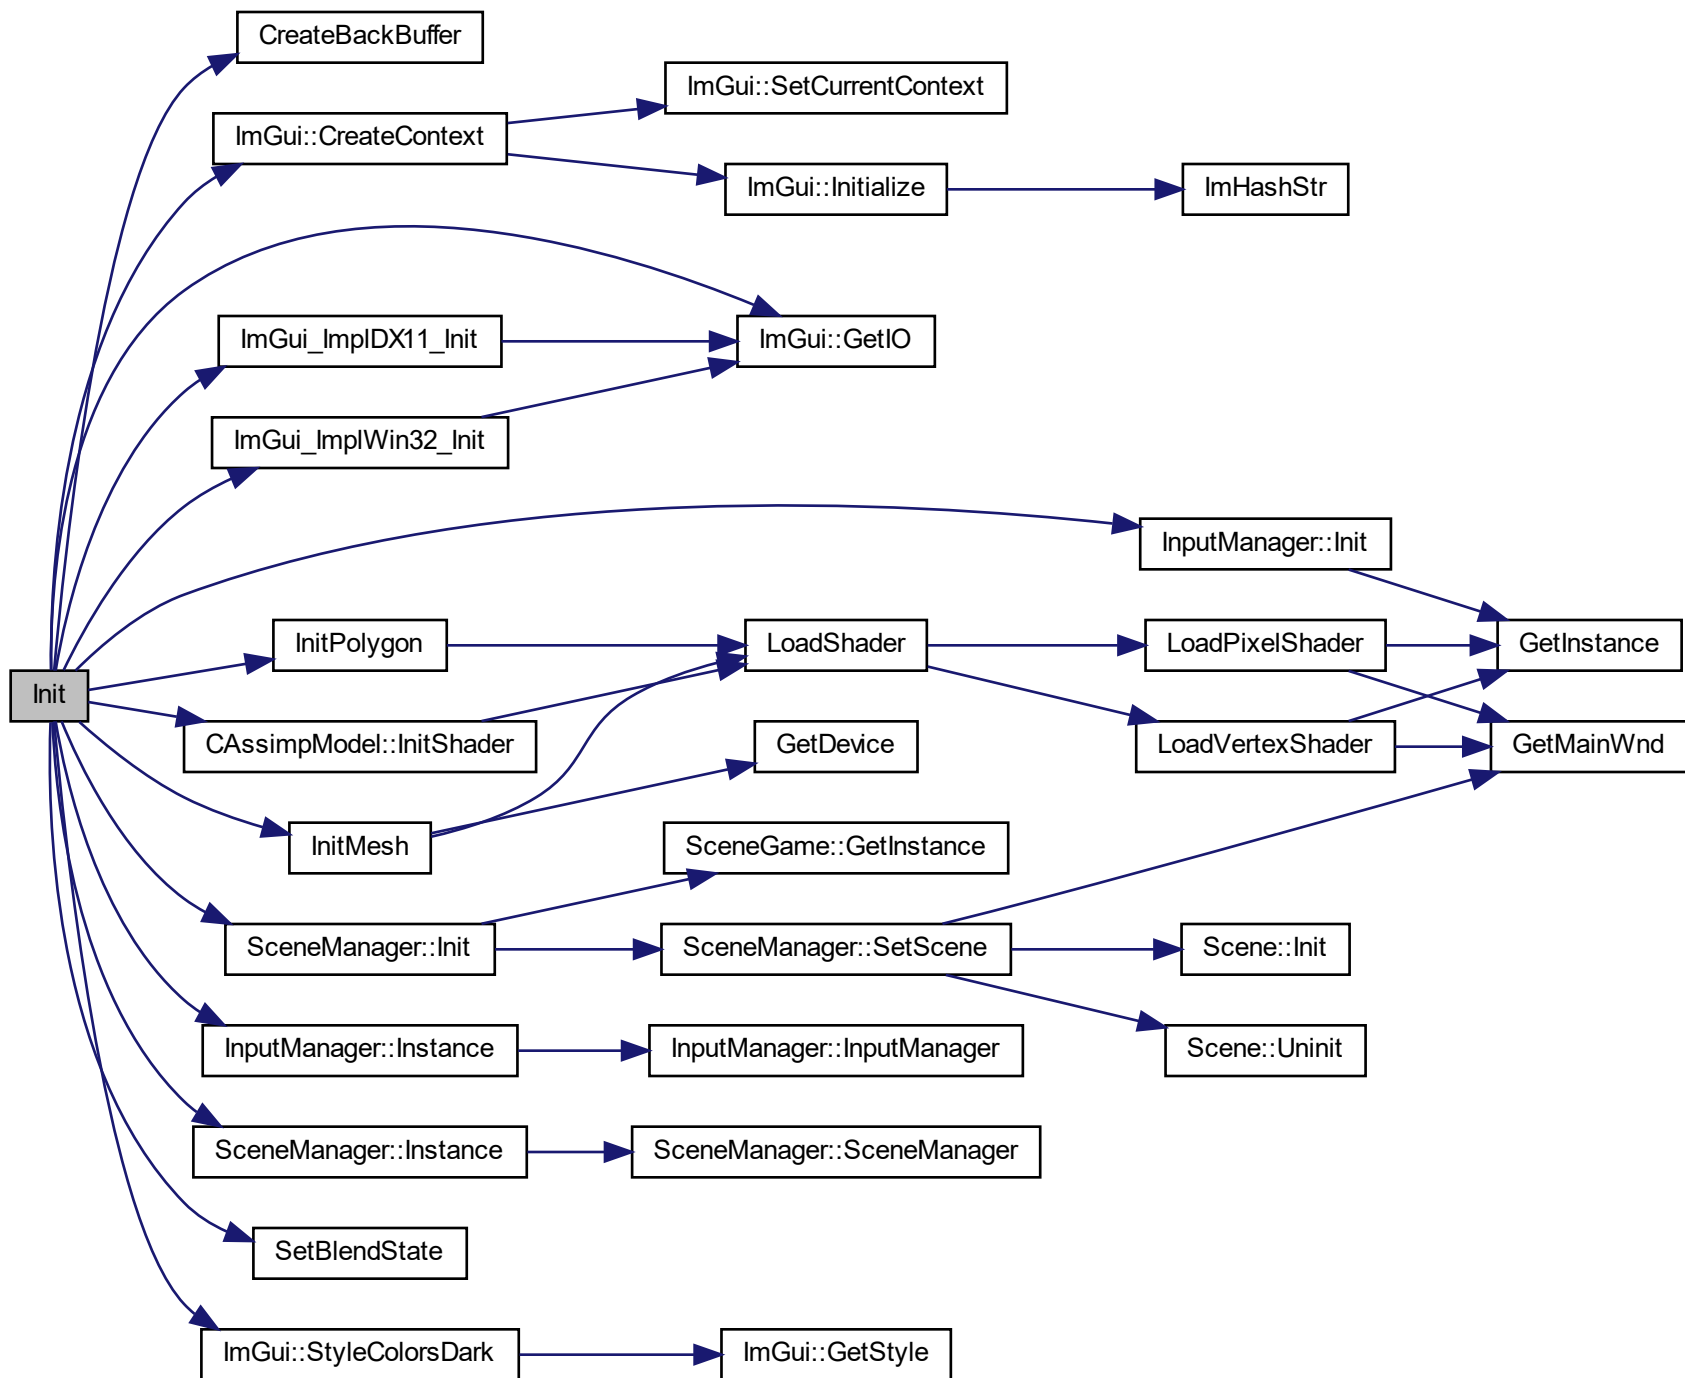 CreateBackBuffer
ImGui::SetCurrentContext
ImGui::CreateContext
ImGui::Initialize
ImHashStr
ImGui_ImplDX11_Init
ImGui::GetIO
ImGui_ImplWin32_Init
InputManager::Init
InitPolygon
LoadShader
LoadPixelShader
GetInstance
Init
CAssimpModel::InitShader
GetDevice
LoadVertexShader
GetMainWnd
InitMesh
SceneGame::GetInstance
SceneManager::Init
SceneManager::SetScene
Scene::Init
InputManager::Instance
InputManager::InputManager
Scene::Uninit
SceneManager::Instance
SceneManager::SceneManager
SetBlendState
ImGui::StyleColorsDark
ImGui::GetStyle